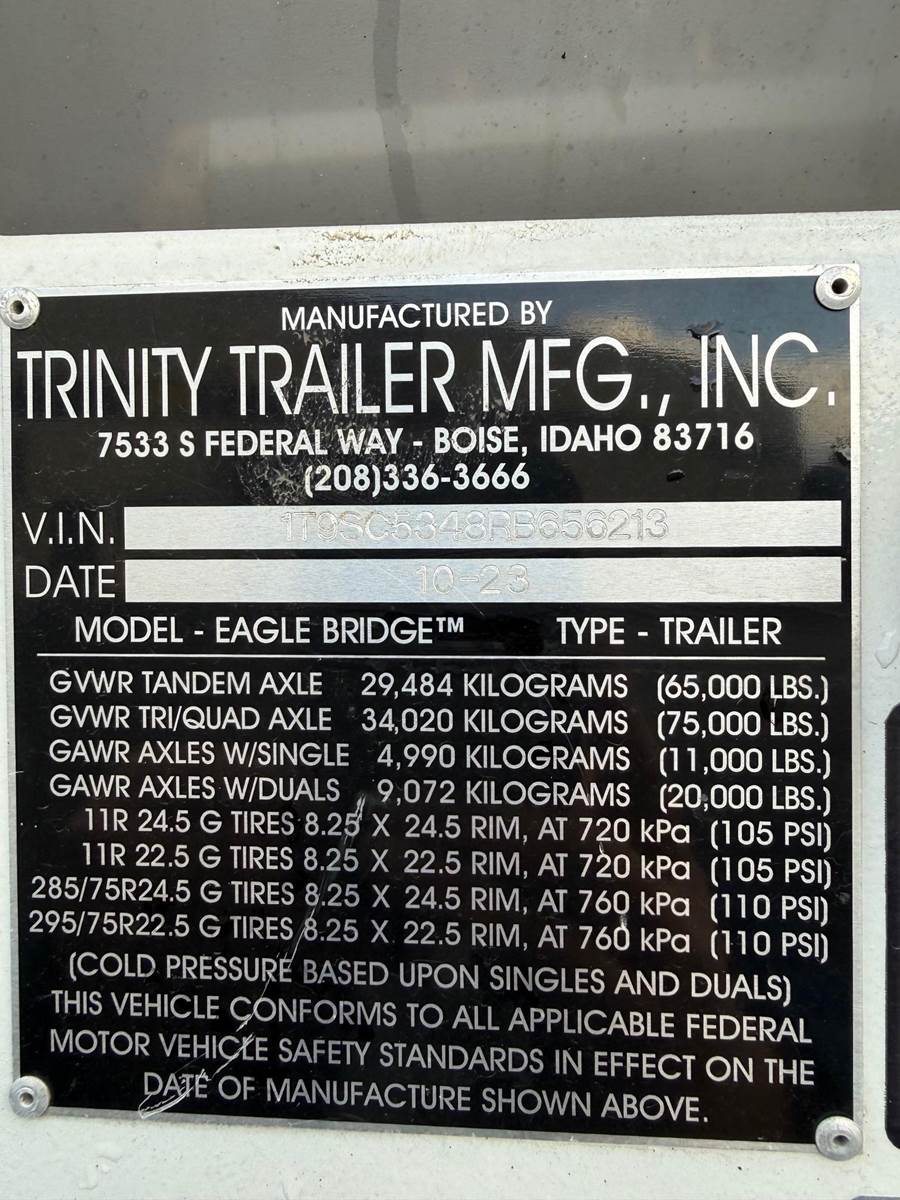 MANUFACTURED BY
TRINITY TRAILER MFG., INC.
7533 S FEDERAL WAY - BOISE, IDAHO 83716
(208)336-3666
V.I.N. 1T9SC5348RB656213
DATE 10-23
MODEL - EAGLE BRIDGE™ TYPE - TRAILER
GVWR TANDEM AXLE 29,484 KILOGRAMS (65,000 LBS.)
GVWR TRI/QUAD AXLE 34,020 KILOGRAMS (75,000 LBS.)
GAWR AXLES W/SINGLE 4,990 KILOGRAMS (11,000 LBS.)
GAWR AXLES W/DUALS 9,072 KILOGRAMS (20,000 LBS.)
11R 24.5 G TIRES 8.25 X 24.5 RIM, AT 720 kPa (105 PSI)
11R 22.5 G TIRES 8.25 X 22.5 RIM, AT 720 kPa (105 PSI)
285/75R24.5 G TIRES 8.25 X 24.5 RIM, AT 760 kPa (110 PSI)
295/75R22.5 G TIRES 8.25 X 22.5 RIM, AT 760 kPa (110 PSI)
(COLD PRESSURE BASED UPON SINGLES AND DUALS)
THIS VEHICLE CONFORMS TO ALL APPLICABLE FEDERAL
MOTOR VEHICLE SAFETY STANDARDS IN EFFECT ON THE
DATE OF MANUFACTURE SHOWN ABOVE.